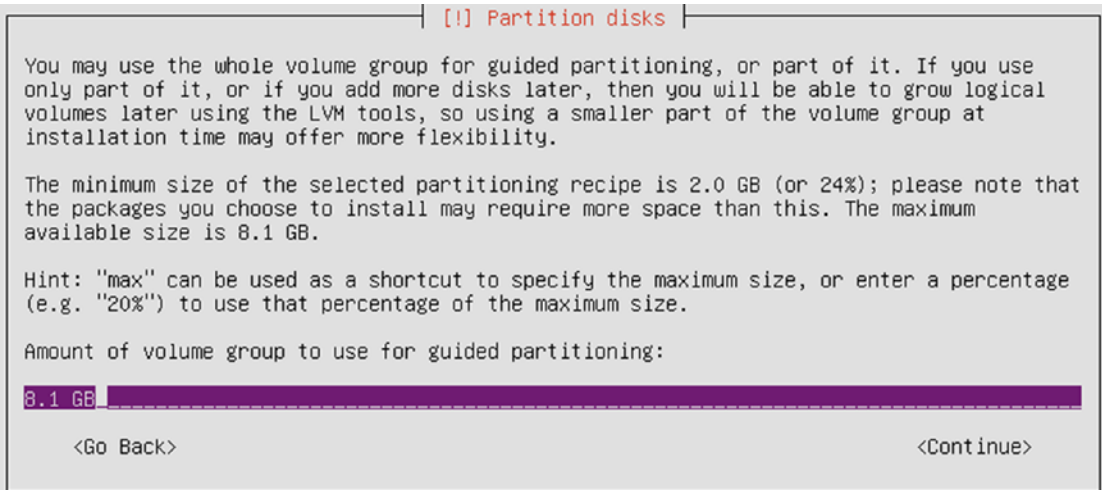 [!] Partition disks
You may use the whole volume group for guided partitioning, or part of it. If you use
only part of it, or if you add more disks later, then you will be able to grow logical
volumes later using the LVM tools, so using a smaller part of the volume group at
installation time may offer more flexibility.
The minimum size of the selected partitioning recipe is 2.0 GB (or 24%); please note that
the packages you choose to install may require more space than this. The maximum
available size is 8.1 GB.
Hint: "max" can be used as a shortcut to specify the maximum size, or enter a percentage
(e.g. "20%") to use that percentage of the maximum size.
Amount of volume group to use for guided partitioning:
8.1 GB
<Go Back> <Continue>